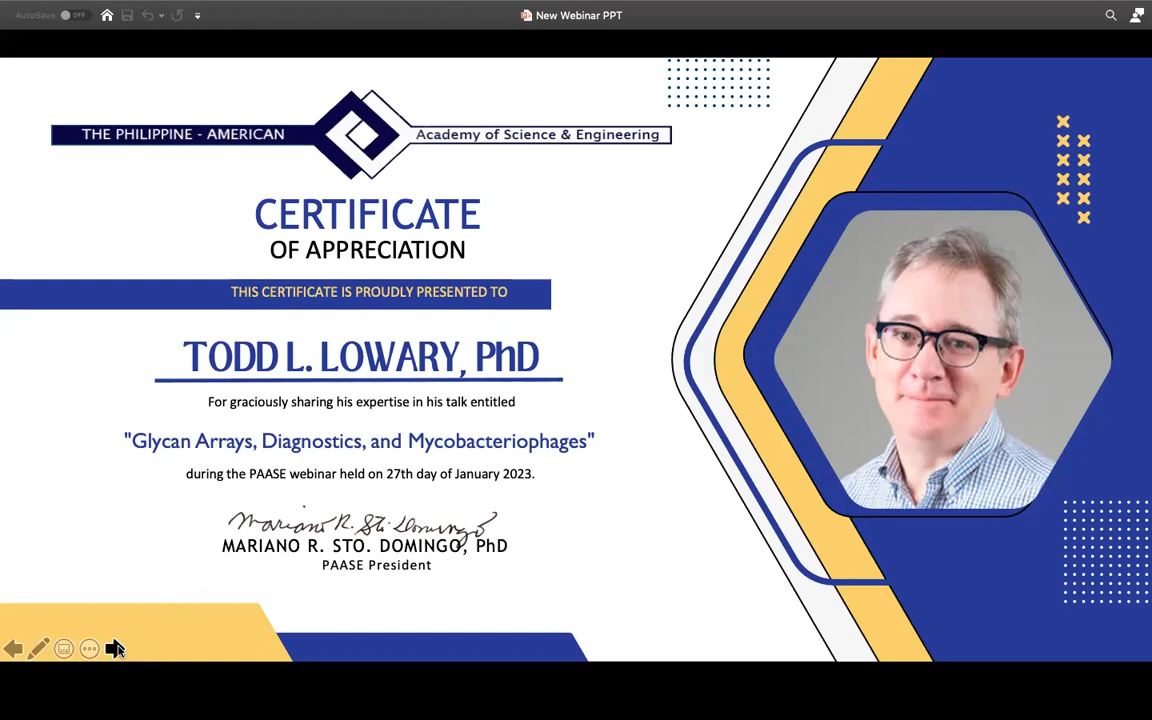 AutoSave OFF
New Webinar PPT
THE PHILIPPINE - AMERICAN Academy of Science & Engineering
CERTIFICATE
OF APPRECIATION
THIS CERTIFICATE IS PROUDLY PRESENTED TO
TODD L. LOWARY, PhD
For graciously sharing his expertise in his talk entitled
"Glycan Arrays, Diagnostics, and Mycobacteriophages"
during the PAASE webinar held on 27th day of January 2023.
Mariano R. Sto. Domingo
MARIANO R. STO. DOMINGO, PhD
PAASE President